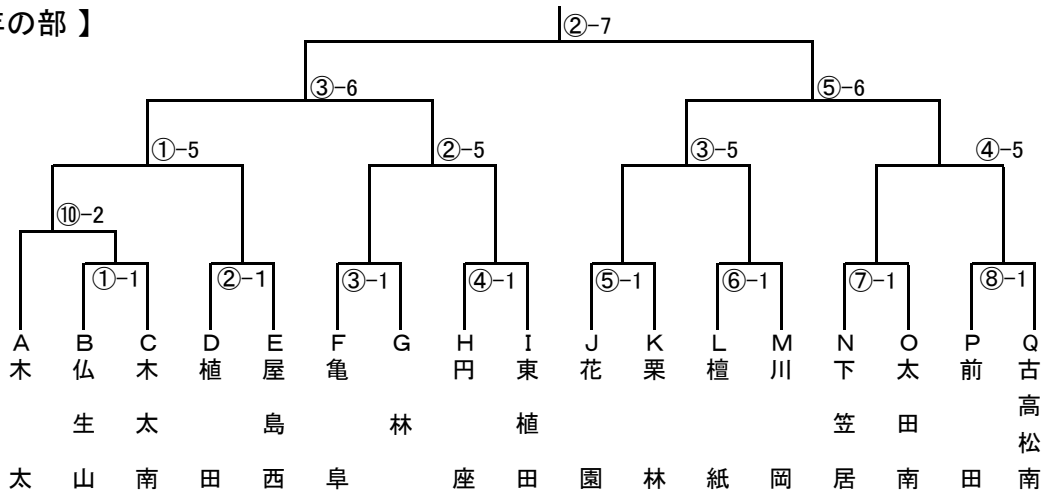 年の部 】
②-7
③-6
⑤-6
①-5
②-5
③-5
④-5
⑩-2
①-1
②-1
③-1
④-1
⑤-1
⑥-1
⑦-1
⑧-1
A B C D E F G H I J K L M N O P Q
木太
仏生山
木太南
植田
屋島西
亀阜
林
円座
東植田
花園
栗林
檀紙
川岡
下笠居
太田南
前田
古高松南